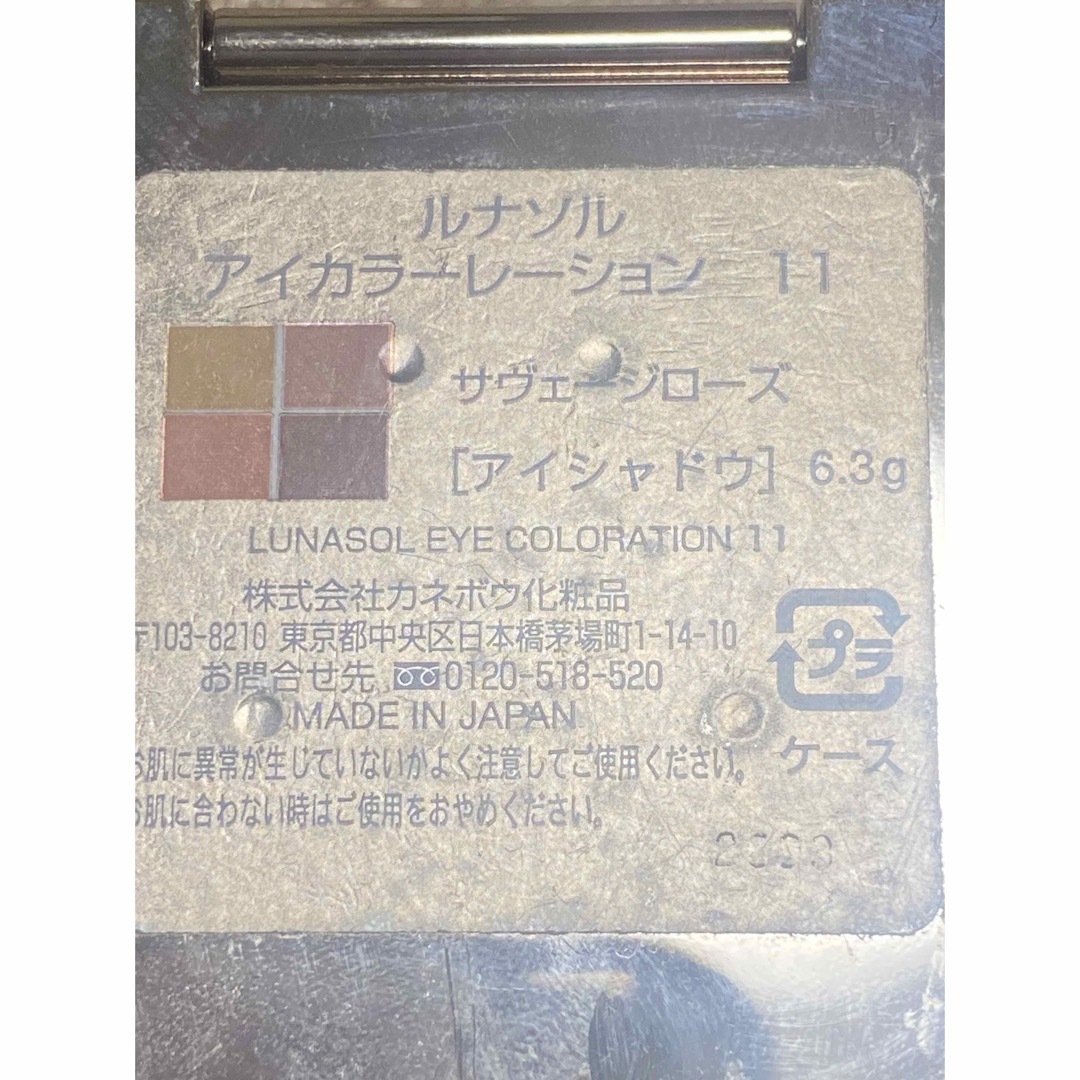 ルナソル
アイカラーレーション 11
サヴェージローズ
[アイシャドウ] 6.3g
LUNASOL EYE COLORATION 11
株式会社カネボウ化粧品
〒103-8210 東京都中央区日本橋茅場町1-14-10
お問合せ先 0120-518-520
MADE IN JAPAN
プラ
ケース
お肌に異常が生じていないかよく注意してご使用ください。
お肌に合わない時はご使用をおやめください。